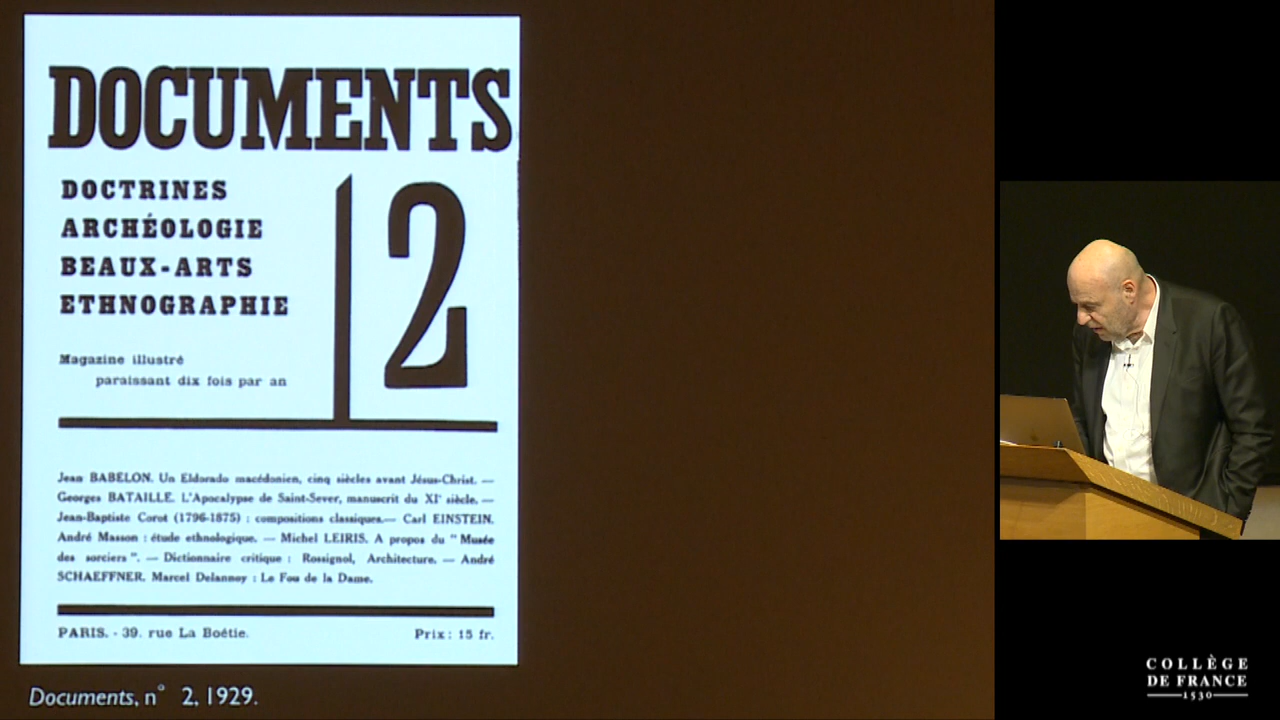 DOCUMENTS
DOCTRINES
ARCHÉOLOGIE
BEAUX-ARTS
ETHNOGRAPHIE
2
Magazine illustré
paraissant dix fois par an
Jean BABELON. Un Eldorado macédonien, cinq siècles avant Jésus-Christ. —
Georges BATAILLE. L'Apocalypse de Saint-Sever, manuscrit du XIe siècle. —
Jean-Baptiste Corot (1796-1875) : compositions classiques.— Carl EINSTEIN.
André Masson : étude ethnologique. — Michel LEIRIS. A propos du “ Musée
des sorciers ”. — Dictionnaire critique : Rossignol, Architecture. — André
SCHAEFFNER. Marcel Delannoy : Le Fou de la Dame.
PARIS. - 39. rue La Boétie.
Prix : 15 fr.
Documents, n° 2, 1929.
COLLÈGE
DE FRANCE
1530